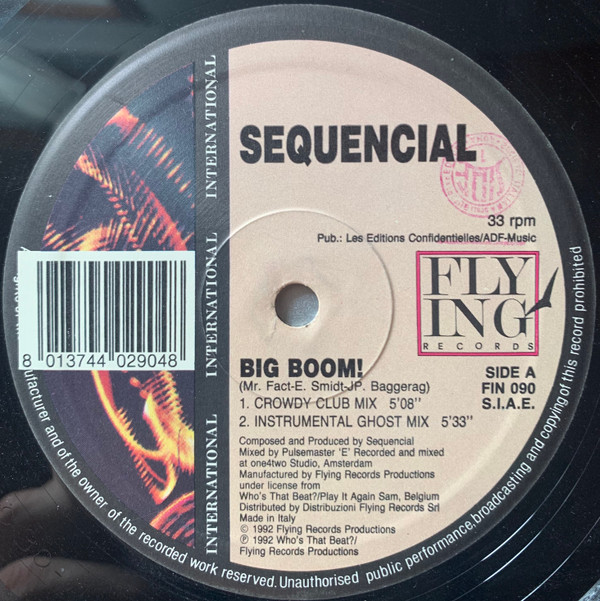 SEQUENCIAL
33 rpm
Pub.: Les Editions Confidentielles/ADF-Music
FLY
ING
RECORDS
SIDE A
FIN 090
S.I.A.E.
BIG BOOM!
(Mr. Fact-E. Smidt-JP. Baggerag)
1. CROWDY CLUB MIX 5'08''
2. INSTRUMENTAL GHOST MIX 5'33''
Composed and Produced by Sequencial
Mixed by Pulsemaster 'E' Recorded and mixed
at one4two Studio, Amsterdam
Manufactured by Flying Records Productions
under license from
Who's That Beat?/Play It Again Sam, Belgium
Distributed by Distribuzioni Flying Records Srl
Made in Italy
© 1992 Flying Records Productions
℗ 1992 Who's That Beat?/
Flying Records Productions
INTERNATIONAL
INTERNATIONAL
INTERNATIONAL
8 013744 029048
manufacturer and of the owner of the recorded work reserved. Unauthorised public performance, broadcasting and copying of this record prohibited